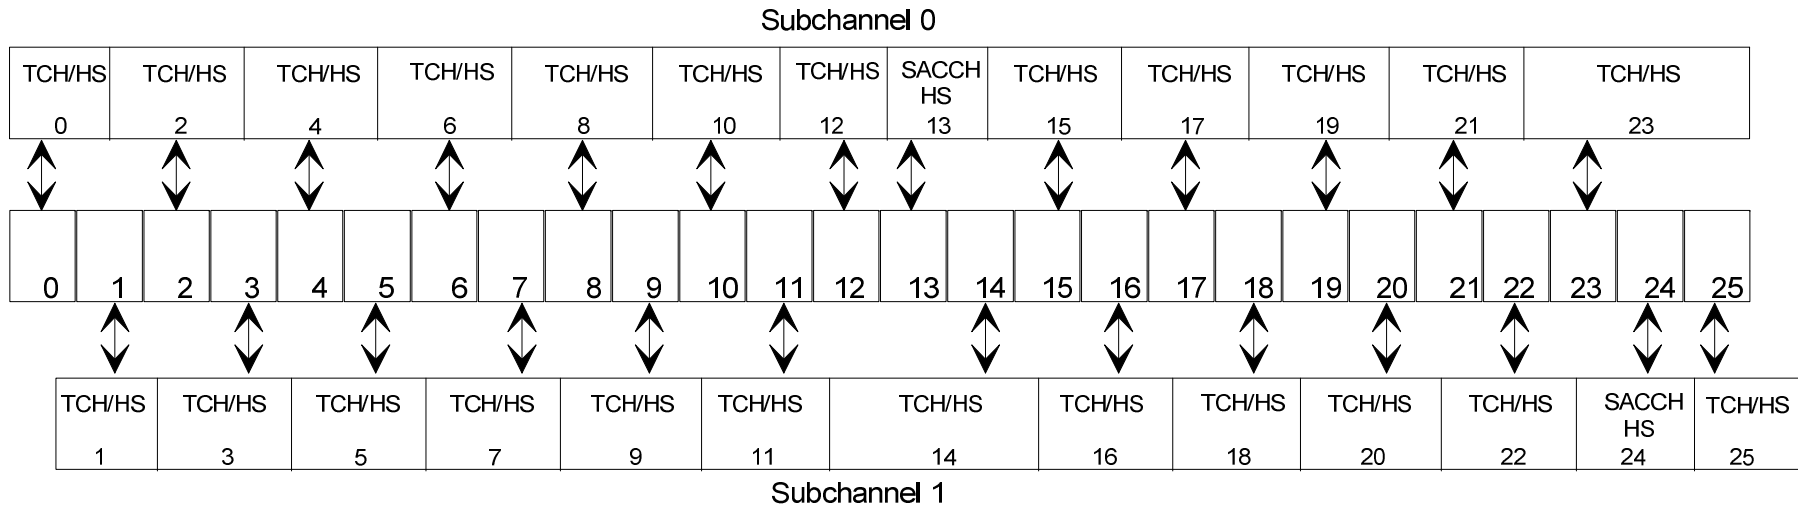 Subchannel 0
TCH/HS TCH/HS TCH/HS TCH/HS TCH/HS TCH/HS TCH/HS SACCH HS TCH/HS TCH/HS TCH/HS TCH/HS TCH/HS
0 2 4 6 8 10 12 13 15 17 19 21 23
0 1 2 3 4 5 6 7 8 9 10 11 12 13 14 15 16 17 18 19 20 21 22 23 24 25
TCH/HS TCH/HS TCH/HS TCH/HS TCH/HS TCH/HS TCH/HS TCH/HS TCH/HS TCH/HS TCH/HS SACCH HS TCH/HS
1 3 5 7 9 11 14 16 18 20 22 24 25
Subchannel 1